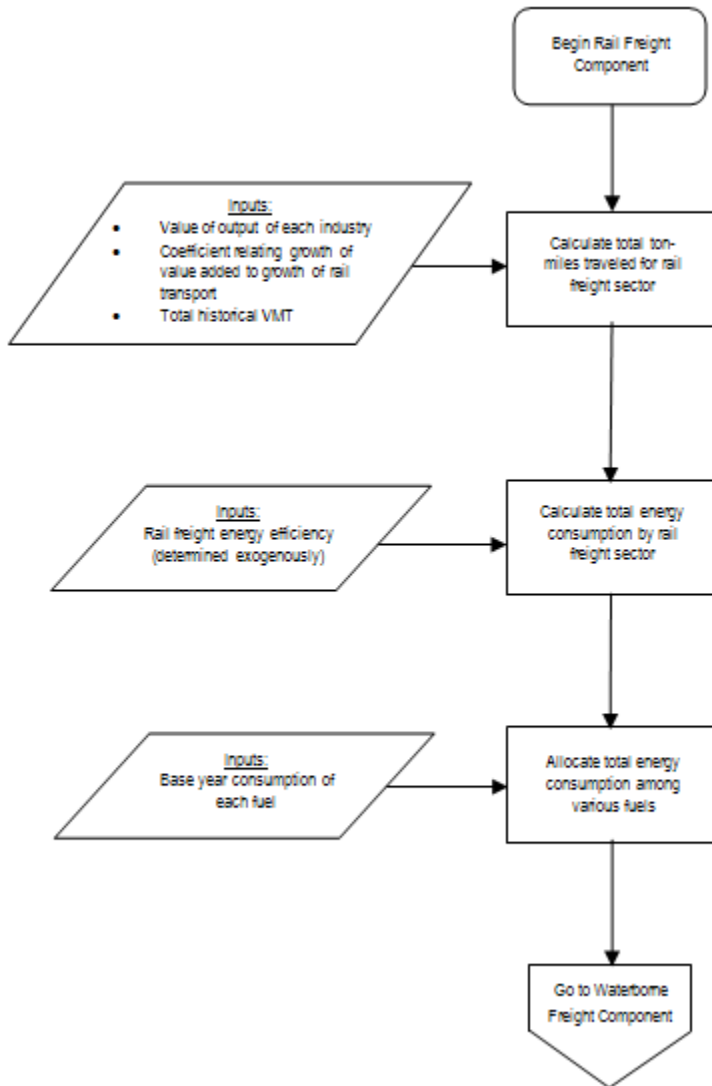 Begin Rail Freight
Component
Inputs:
• Value of output of each industry
• Coefficient relating growth of
value added to growth of rail
transport
• Total historical VMT
Calculate total ton-
miles traveled for rail
freight sector
Inputs:
Rail freight energy efficiency
(determined exogenously)
Calculate total energy
consumption by rail
freight sector
Inputs:
Base year consumption of
each fuel
Allocate total energy
consumption among
various fuels
Go to Waterborne
Freight Component